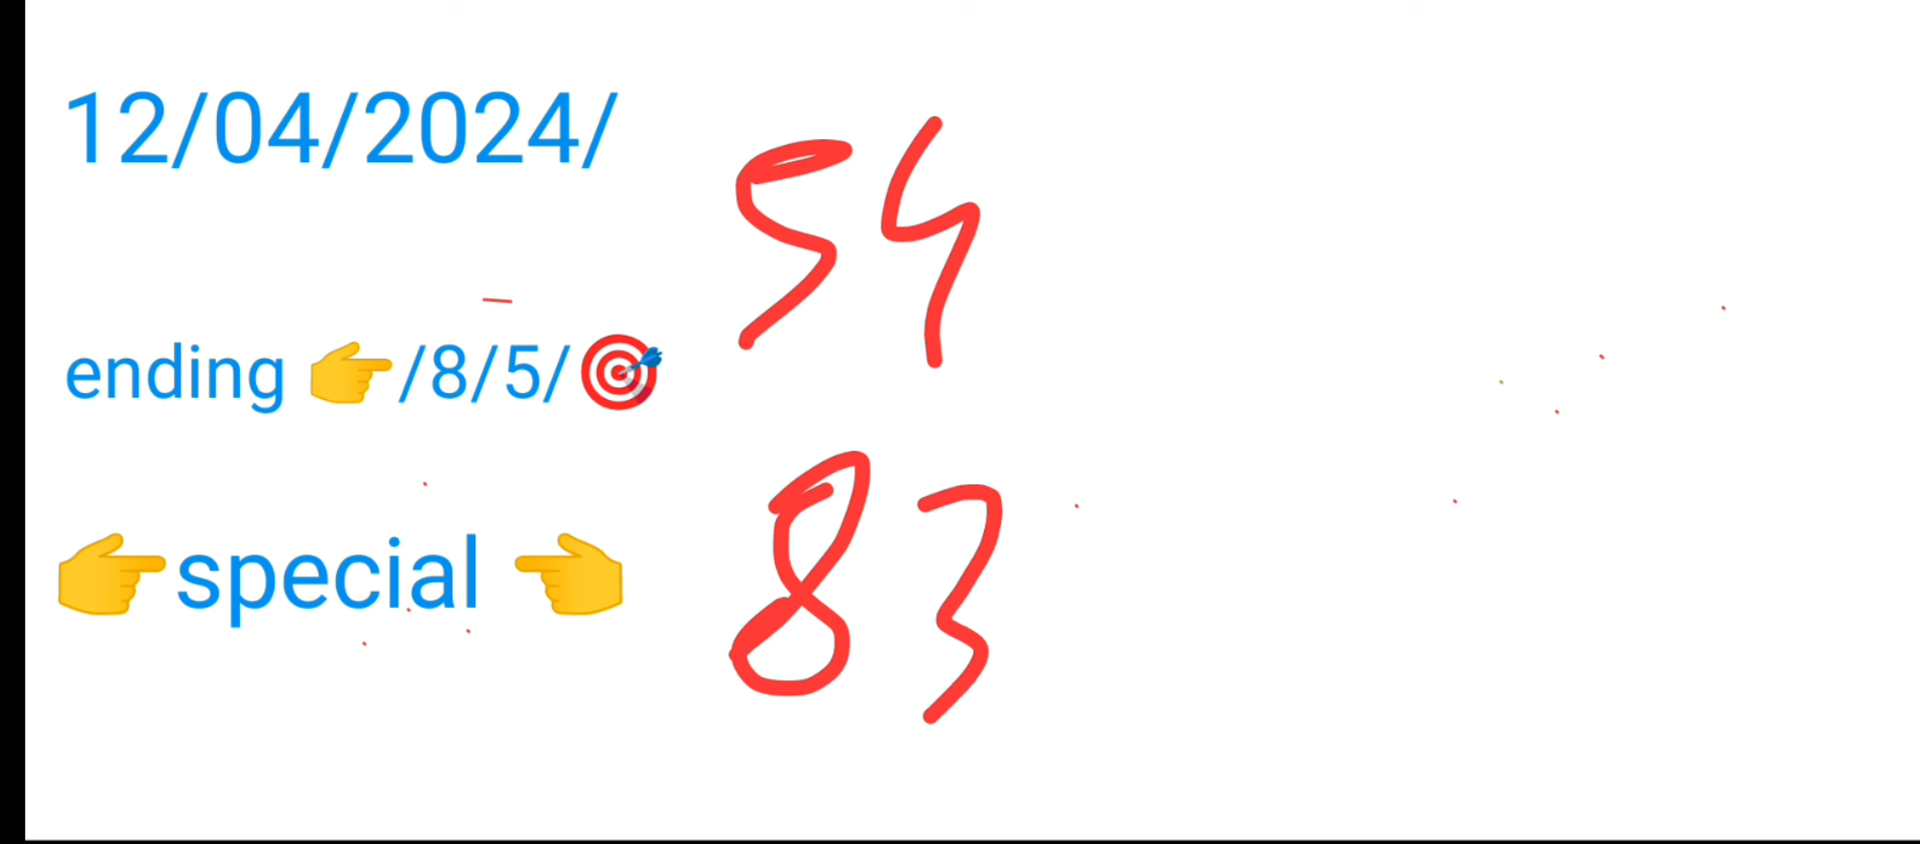 12/04/2024/
54
ending 👉/8/5/🎯
👉special 👈
83